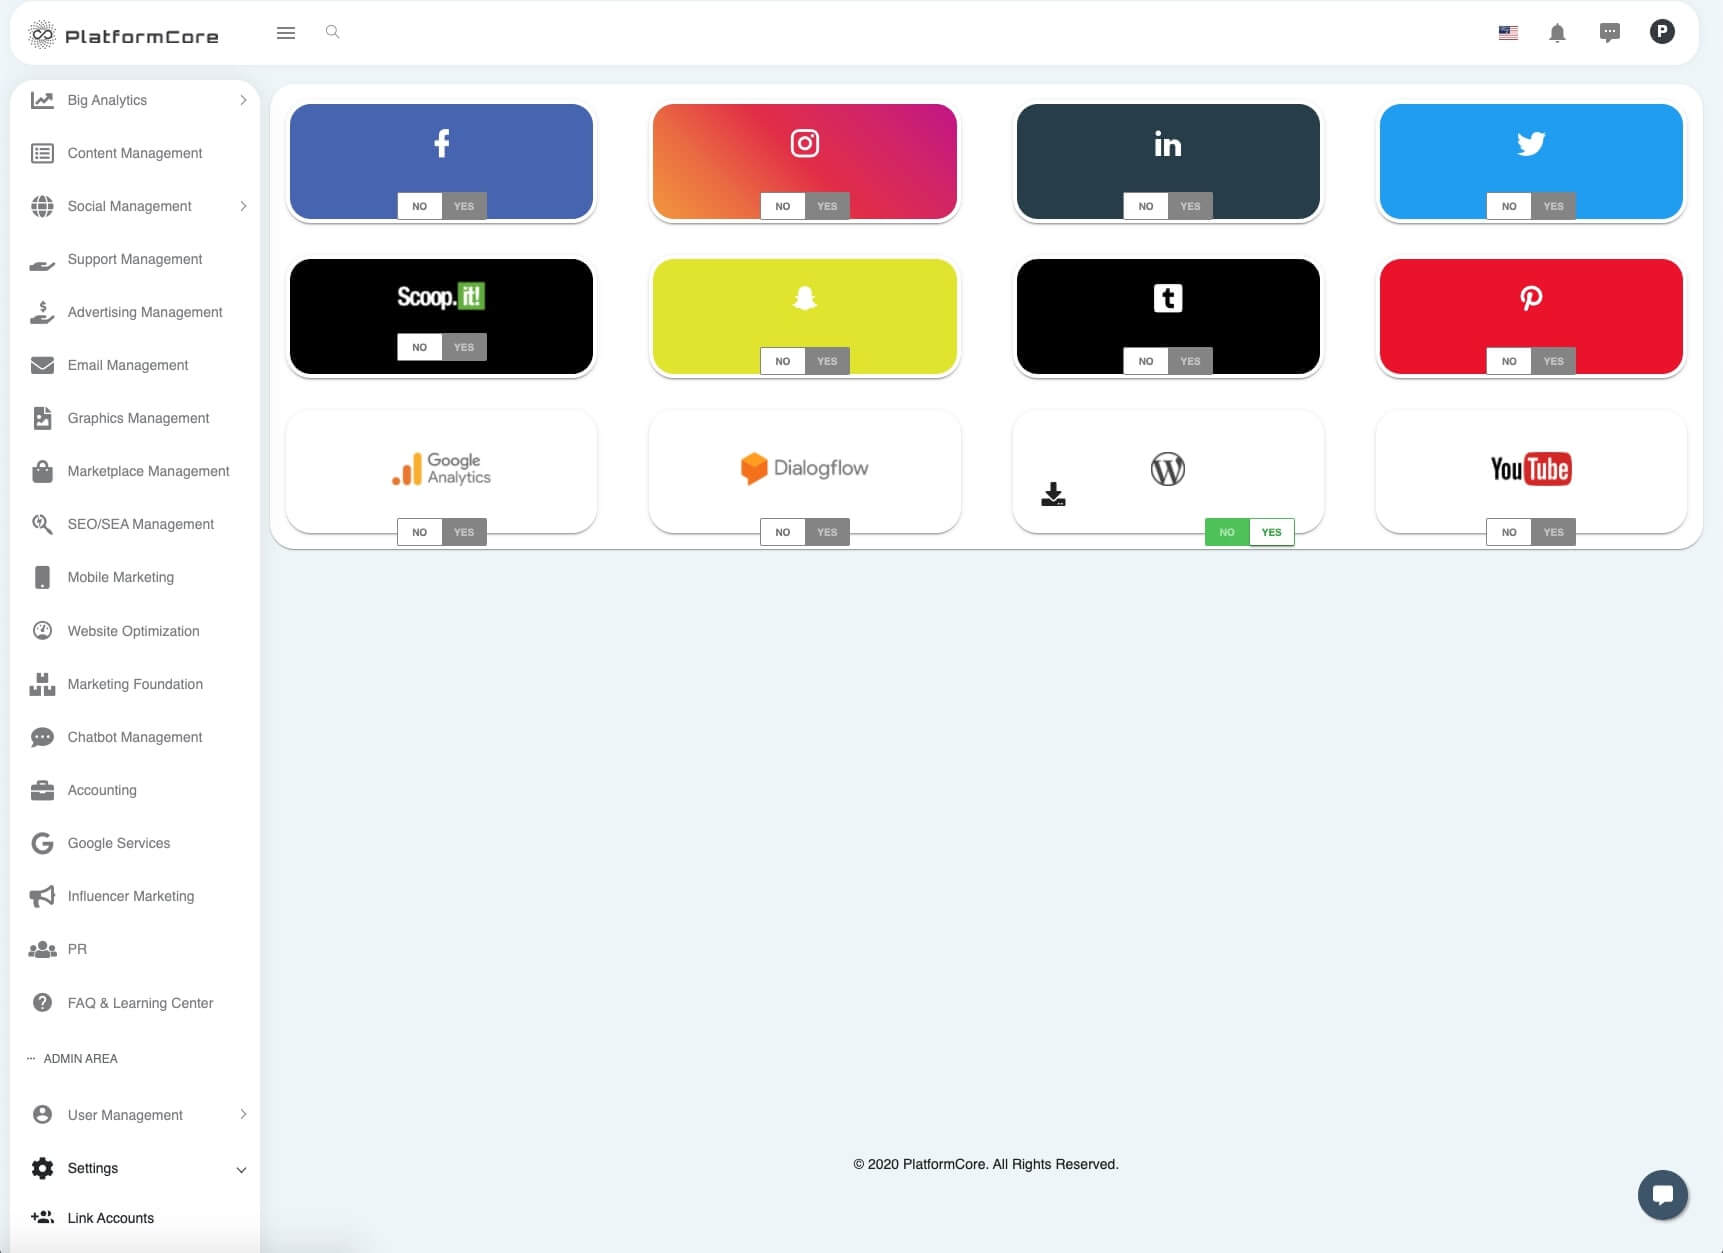 PlatformCore
P
Big Analytics
Content Management
Social Management
Support Management
Advertising Management
Email Management
Graphics Management
Marketplace Management
SEO/SEA Management
Mobile Marketing
Website Optimization
Marketing Foundation
Chatbot Management
Accounting
Google Services
Influencer Marketing
PR
FAQ & Learning Center
ADMIN AREA
User Management
Settings
Link Accounts
f
NO YES
NO YES
in
NO YES
NO YES
Scoop.it!
NO YES
NO YES
t
NO YES
NO YES
Google
Analytics
NO YES
Dialogflow
NO YES
W
NO YES
YouTube
NO YES
© 2020 PlatformCore. All Rights Reserved.